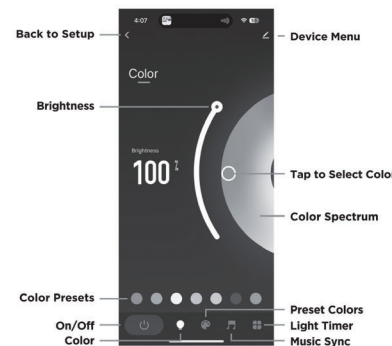 4:07
Back to Setup
Device Menu
Color
Brightness
Brightness
100 %
Tap to Select Color
Color Spectrum
Color Presets
Preset Colors
On/Off
Light Timer
Color
Music Sync